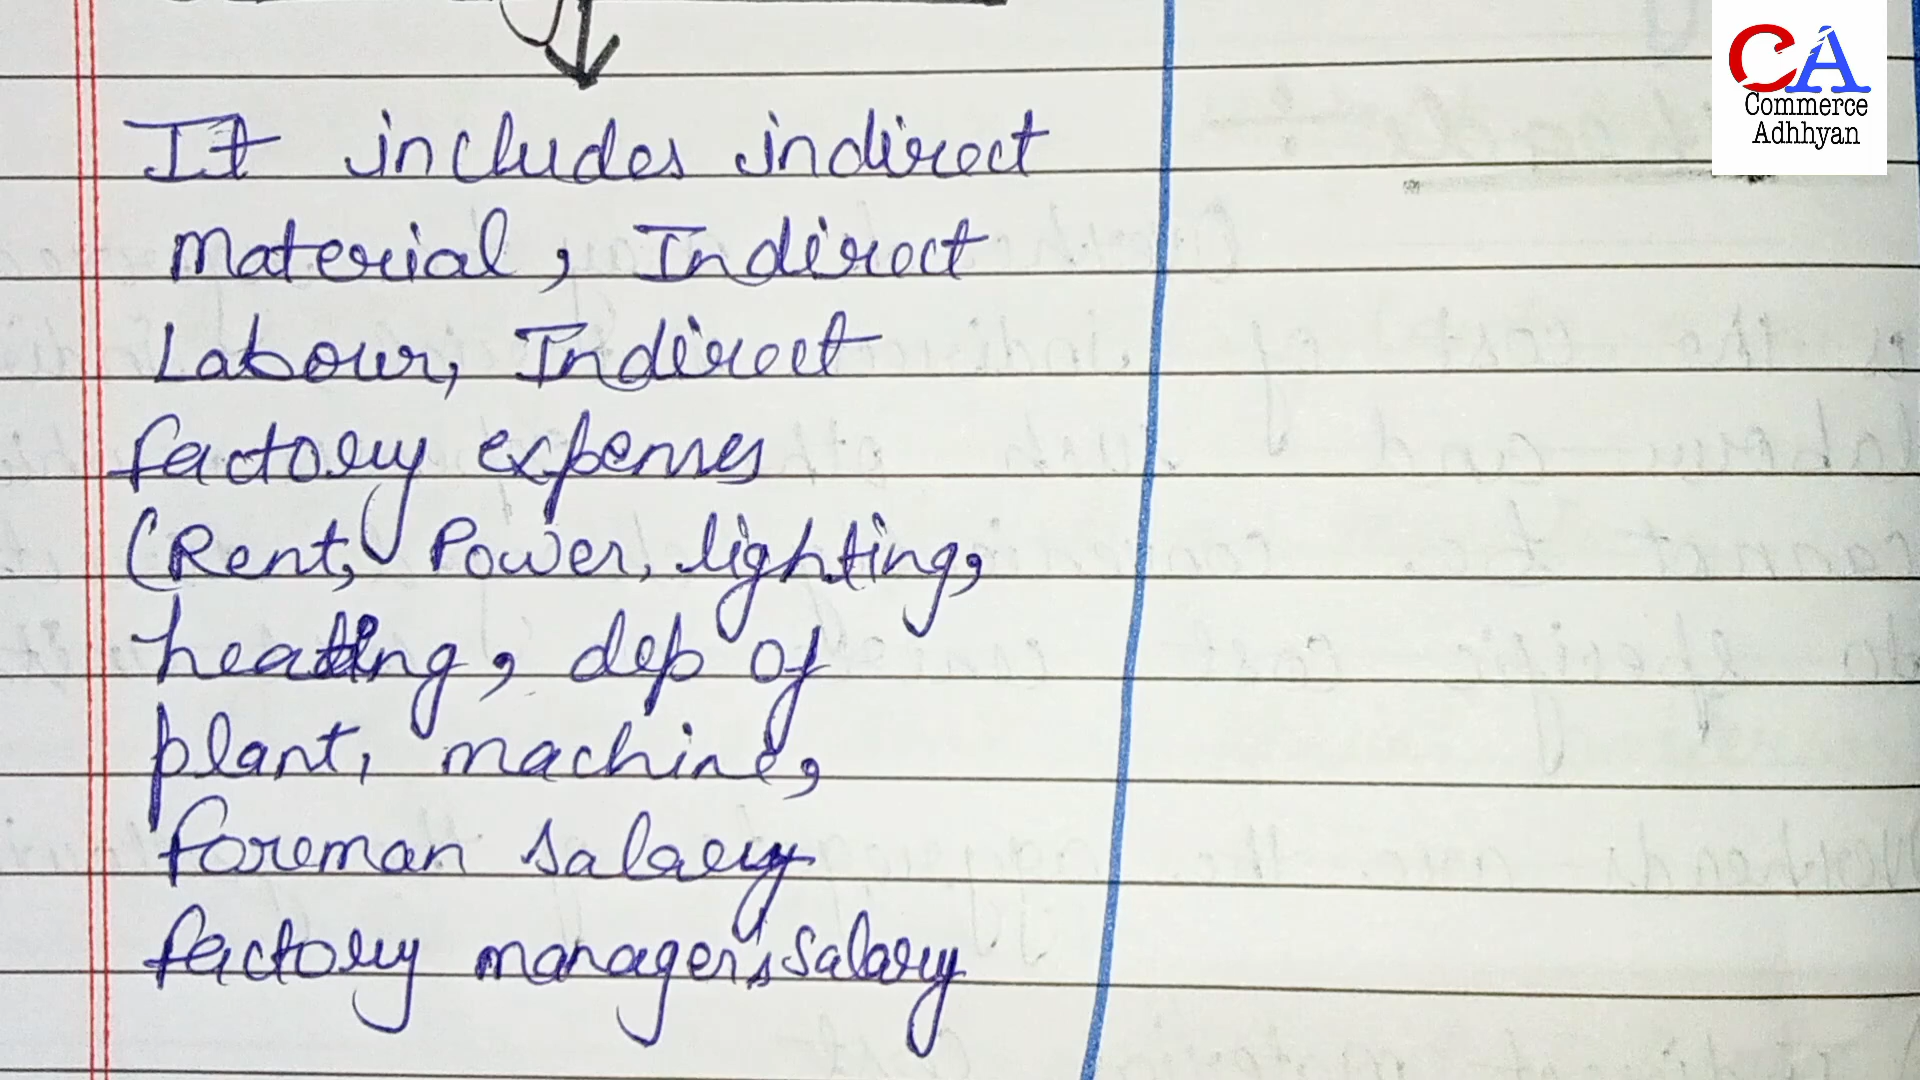 It includes indirect
Material, Indirect
Labour, Indirect
factory expenses
(Rent, Power, lighting,
heating, dep of
plant, machine,
foreman salary
factory manager's salary
CA
Commerce
Adhhyan